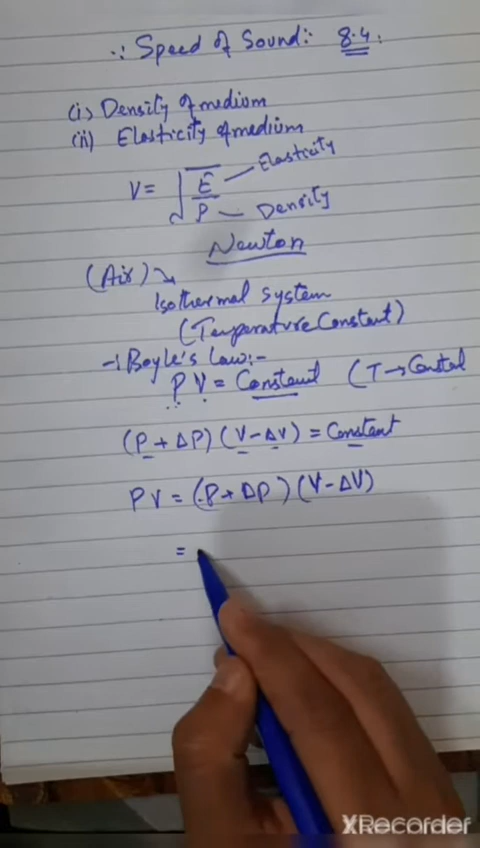 ∴ Speed of Sound:- 8.4.
(i) Density of medium
(ii) Elasticity of medium
V = √E/ρ — Elasticity
— Density
Newton
(Air) ↘
Isothermal system
(Temperature Constant)
→ Boyle's Law:-
PV = Constant (T → Constal
(P + ΔP) (V - ΔV) = Constant
PV = (P + ΔP) (V - ΔV)
=
XRecorder